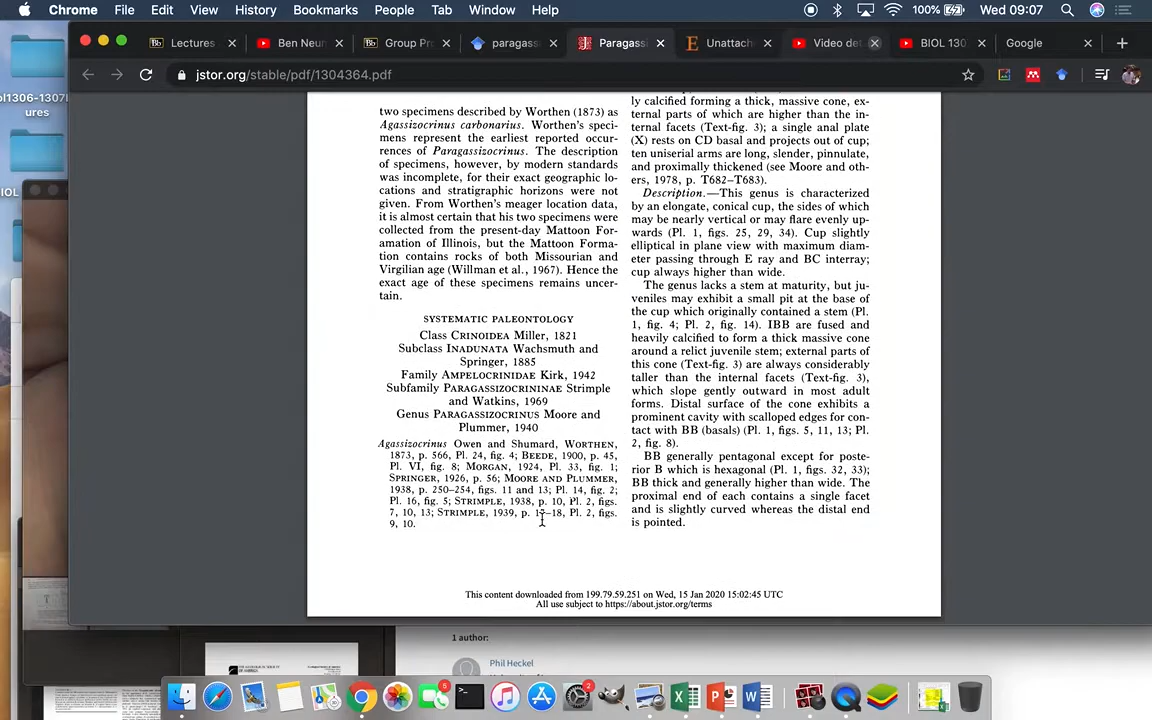 Chrome File Edit View History Bookmarks People Tab Window Help 100% Wed 09:07
Lectures Ben Neu Group Pr paragas Paragas Unattach Video de BIOL 130 Google
jstor.org/stable/pdf/1304364.pdf
ol1306-1307l
ures
BIOL
two specimens described by Worthen (1873) as
Agassizocrinus carbonarius. Worthen's speci-
mens represent the earliest reported occur-
rences of Paragassizocrinus. The description
of specimens, however, by modern standards
was incomplete, for their exact geographic lo-
cations and stratigraphic horizons were not
given. From Worthen's meager location data,
it is almost certain that his two specimens were
collected from the present-day Mattoon For-
amation of Illinois, but the Mattoon Forma-
tion contains rocks of both Missourian and
Virgilian age (Willman et al., 1967). Hence the
exact age of these specimens remains uncer-
tain.
SYSTEMATIC PALEONTOLOGY
Class CRINOIDEA Miller, 1821
Subclass INADUNATA Wachsmuth and
Springer, 1885
Family AMPELOCRINIDAE Kirk, 1942
Subfamily PARAGASSIZOCRININAE Strimple
and Watkins, 1969
Genus PARAGASSIZOCRINUS Moore and
Plummer, 1940
Agassizocrinus Owen and Shumard, WORTHEN,
1873, p. 566, Pl. 24, fig. 4; BEEDE, 1900, p. 45,
Pl. VI, fig. 8; MORGAN, 1924, Pl. 33, fig. 1;
SPRINGER, 1926, p. 56; MOORE AND PLUMMER,
1938, p. 250–254, figs. 11 and 13; Pl. 14, fig. 2;
Pl. 16, fig. 5; STRIMPLE, 1938, p. 10, Pl. 2, figs.
7, 10, 13; STRIMPLE, 1939, p. –18, Pl. 2, figs.
9, 10.
ly calcified forming a thick, massive cone, ex-
ternal parts of which are higher than the in-
ternal facets (Text-fig. 3); a single anal plate
(X) rests on CD basal and projects out of cup;
ten uniserial arms are long, slender, pinnulate,
and proximally thickened (see Moore and oth-
ers, 1978, p. T682–T683).
Description.—This genus is characterized
by an elongate, conical cup, the sides of which
may be nearly vertical or may flare evenly up-
wards (Pl. 1, figs. 25, 29, 34). Cup slightly
elliptical in plane view with maximum diam-
eter passing through E ray and BC interray;
cup always higher than wide.
The genus lacks a stem at maturity, but ju-
veniles may exhibit a small pit at the base of
the cup which originally contained a stem (Pl.
1, fig. 4; Pl. 2, fig. 14). IBB are fused and
heavily calcified to form a thick massive cone
around a relict juvenile stem; external parts of
this cone (Text-fig. 3) are always considerably
taller than the internal facets (Text-fig. 3),
which slope gently outward in most adult
forms. Distal surface of the cone exhibits a
prominent cavity with scalloped edges for con-
tact with BB (basals) (Pl. 1, figs. 5, 11, 13; Pl.
2, fig. 8).
BB generally pentagonal except for poste-
rior B which is hexagonal (Pl. 1, figs. 32, 33);
BB thick and generally higher than wide. The
proximal end of each contains a single facet
and is slightly curved whereas the distal end
is pointed.
This content downloaded from 199.79.59.251 on Wed, 15 Jan 2020 15:02:45 UTC
All use subject to https://about.jstor.org/terms
1 author:
Phil Heckel